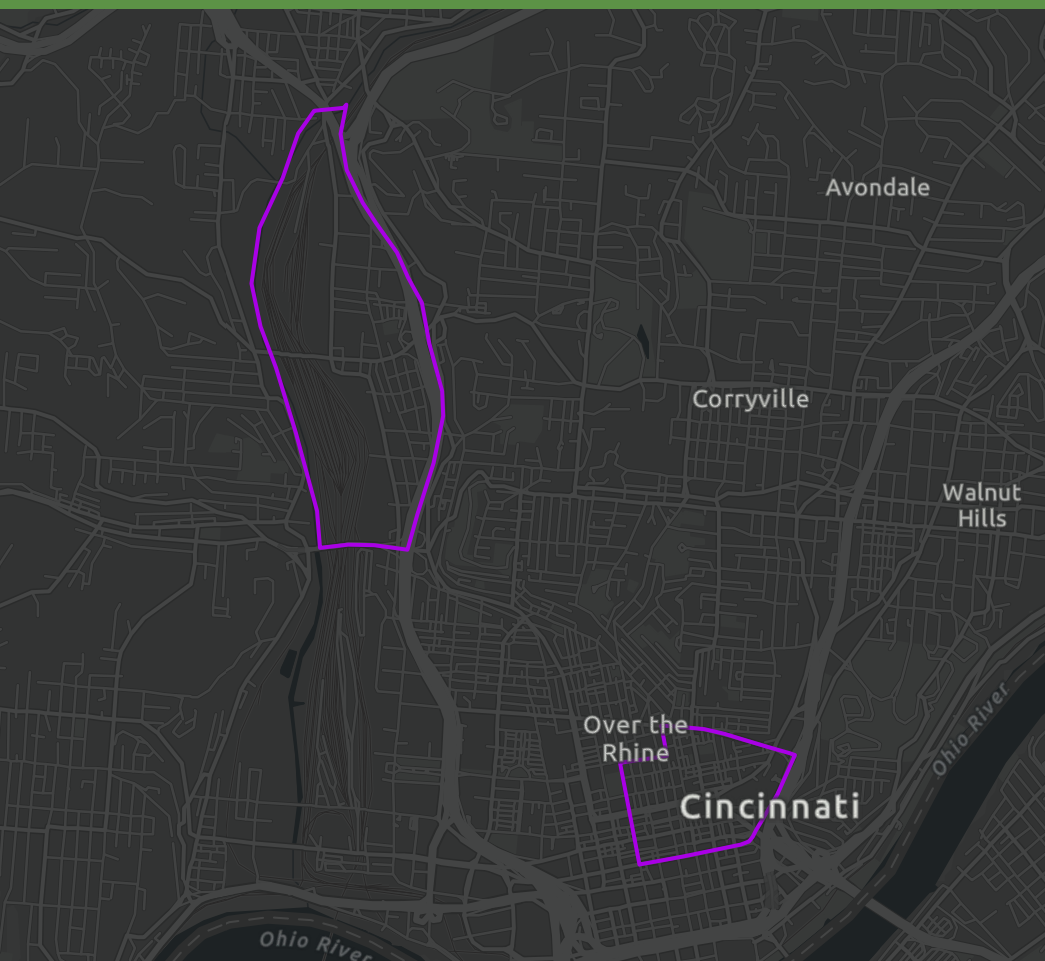 Avondale
Corryville
Walnut
Hills
Over the
Rhine
Ohio River
Cincinnati
Ohio River